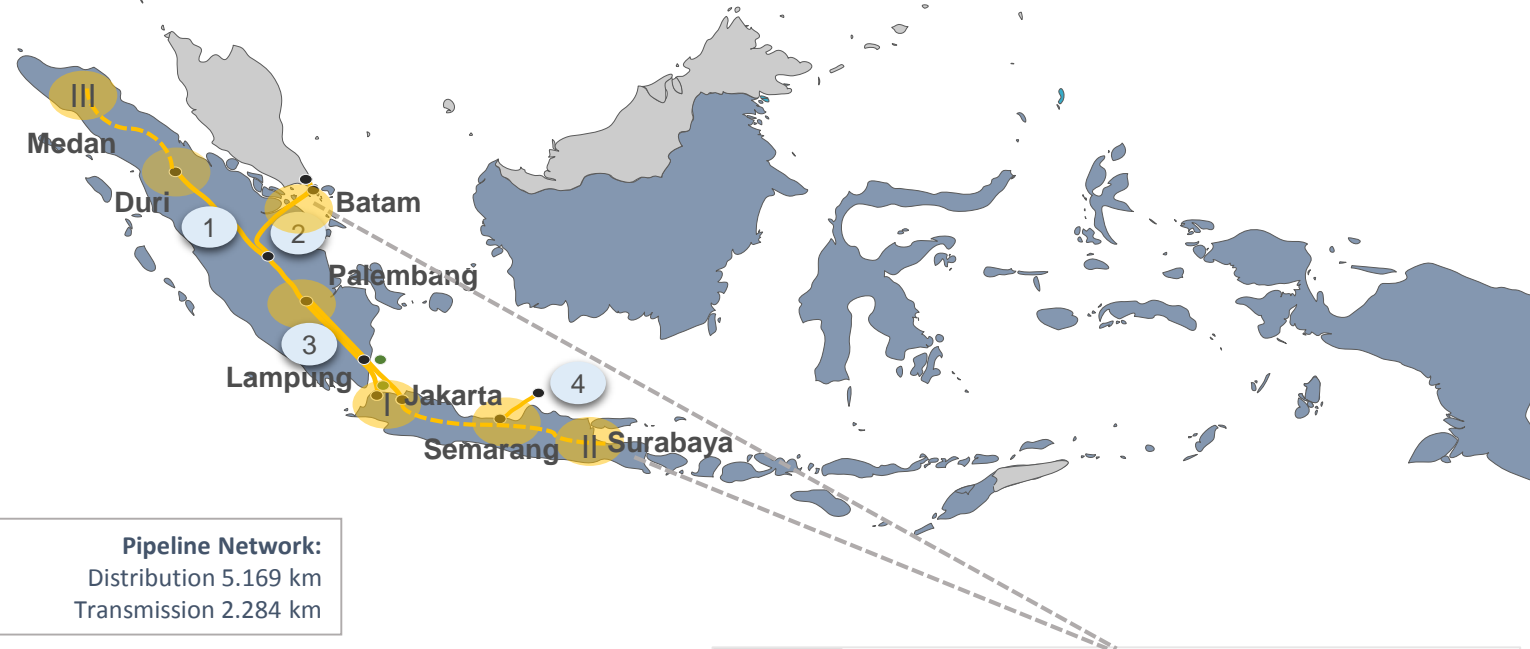 III
Medan
Duri
Batam
1
2
Palembang
3
Lampung
4
I
Jakarta
Semarang
II
Surabaya
Pipeline Network:
Distribution 5.169 km
Transmission 2.284 km